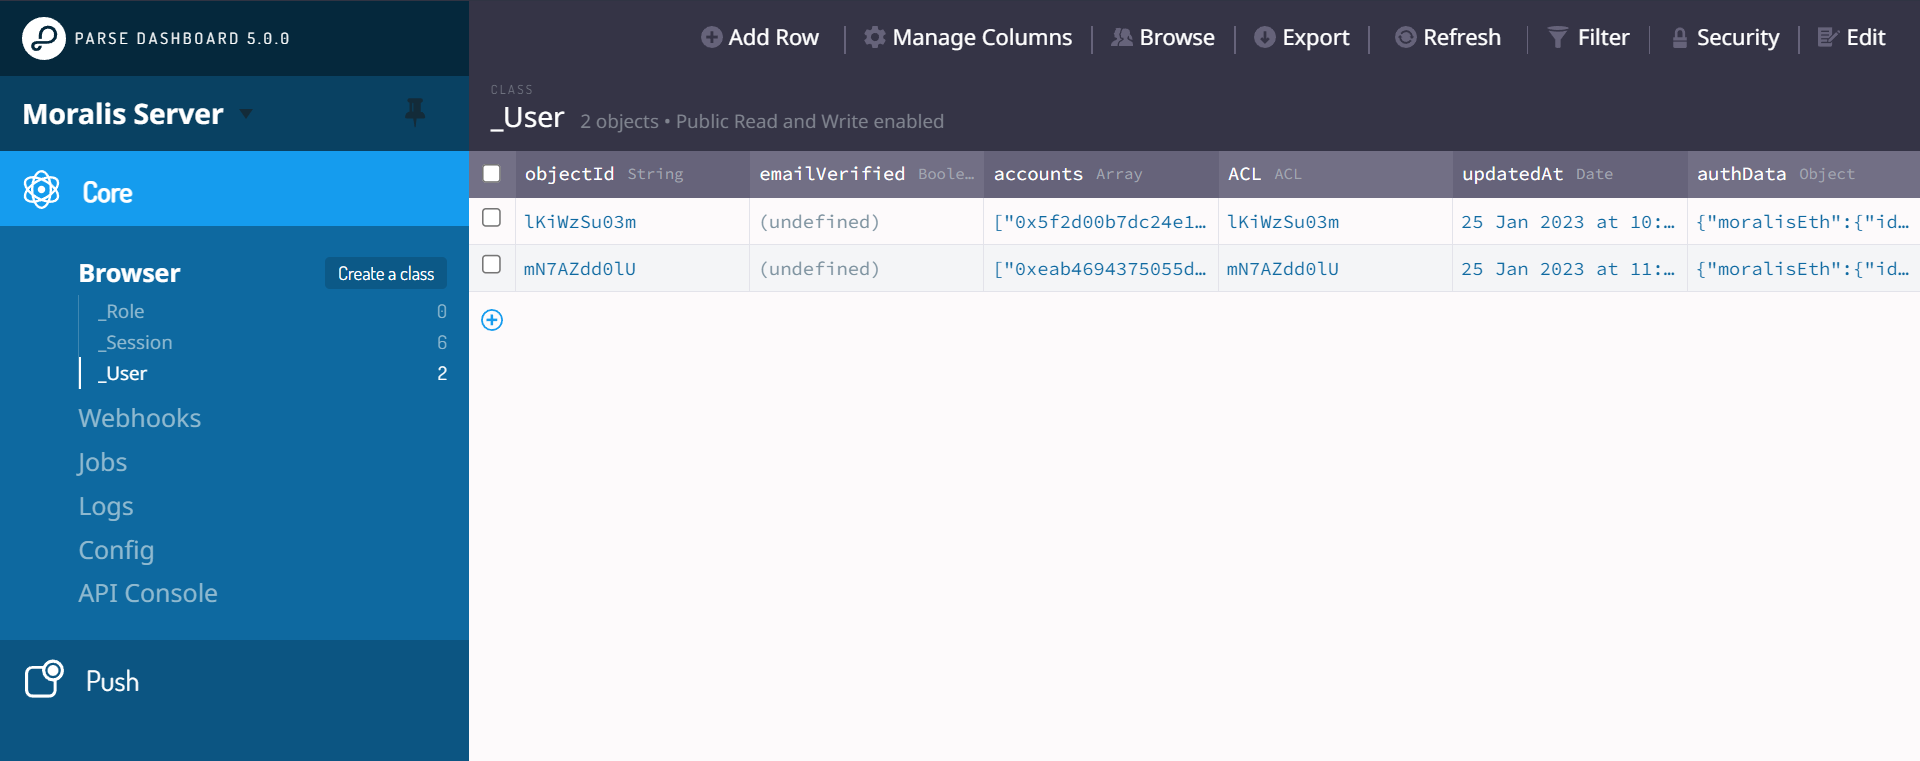 PARSE DASHBOARD 5.0.0
Add Row
Manage Columns
Browse
Export
Refresh
Filter
Security
Edit
Moralis Server
CLASS
_User 2 objects • Public Read and Write enabled
Core
Browser
Create a class
_Role 0
_Session 6
_User 2
Webhooks
Jobs
Logs
Config
API Console
Push
objectId String emailVerified Boole… accounts Array ACL ACL updatedAt Date authData Object
lKiWzSu03m (undefined) ["0x5f2d00b7dc24e1… lKiWzSu03m 25 Jan 2023 at 10:… {"moralisEth":{"id…
mN7AZdd0lU (undefined) ["0xeab4694375055d… mN7AZdd0lU 25 Jan 2023 at 11:… {"moralisEth":{"id…